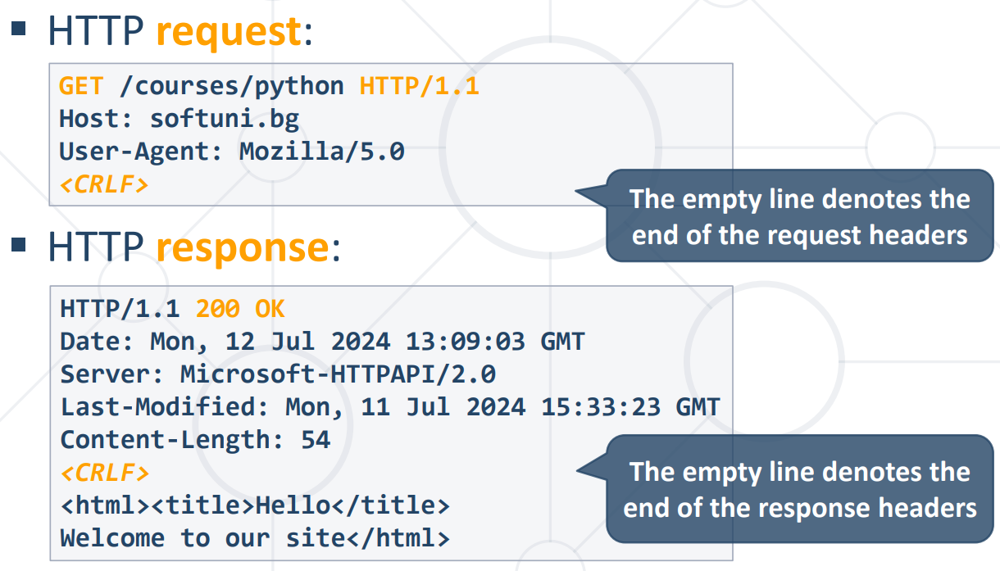 ▪ HTTP request:
GET /courses/python HTTP/1.1
Host: softuni.bg
User-Agent: Mozilla/5.0
<CRLF>
The empty line denotes the
end of the request headers
▪ HTTP response:
HTTP/1.1 200 OK
Date: Mon, 12 Jul 2024 13:09:03 GMT
Server: Microsoft-HTTPAPI/2.0
Last-Modified: Mon, 11 Jul 2024 15:33:23 GMT
Content-Length: 54
<CRLF>
<html><title>Hello</title>
Welcome to our site</html>
The empty line denotes the
end of the response headers